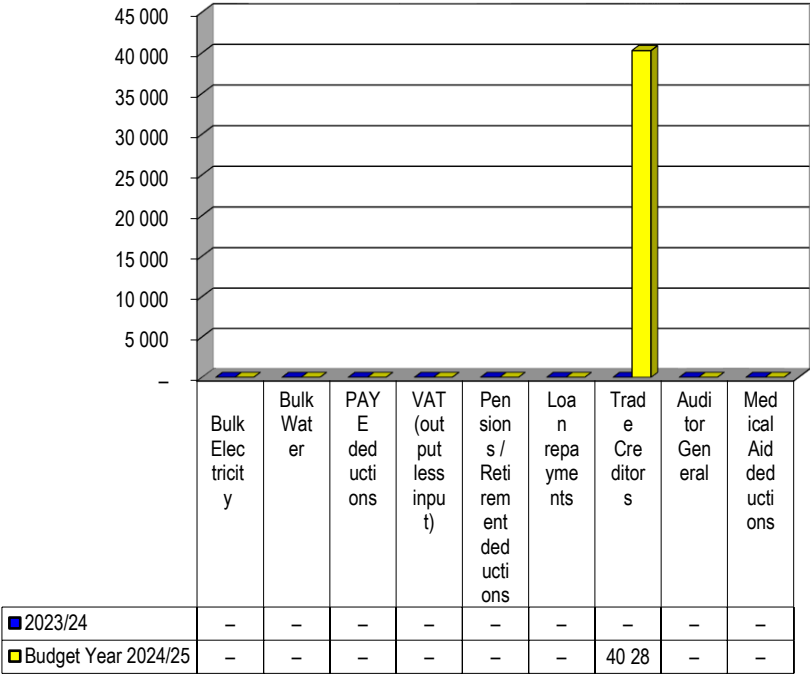 45 000
40 000
35 000
30 000
25 000
20 000
15 000
10 000
5 000
–
Bulk
Elec
tricit
y
Bulk
Wat
er
PAY
E
ded
ucti
ons
VAT
(out
put
less
inpu
t)
Pen
sion
s /
Reti
rem
ent
ded
ucti
ons
Loa
n
repa
yme
nts
Trad
e
Cre
ditor
s
Audi
tor
Gen
eral
Med
ical
Aid
ded
ucti
ons
2023/24 – – – – – – – – –
Budget Year 2024/25 – – – – – – 40 28 – –